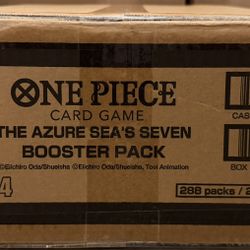 ONE PIECE
CARD GAME
THE AZURE SEA'S SEVEN
BOOSTER PACK
©Eiichiro Oda/Shueisha ©Eiichiro Oda/Shueisha, Toei Animation
4
288 packs / 2
CAS
BOX